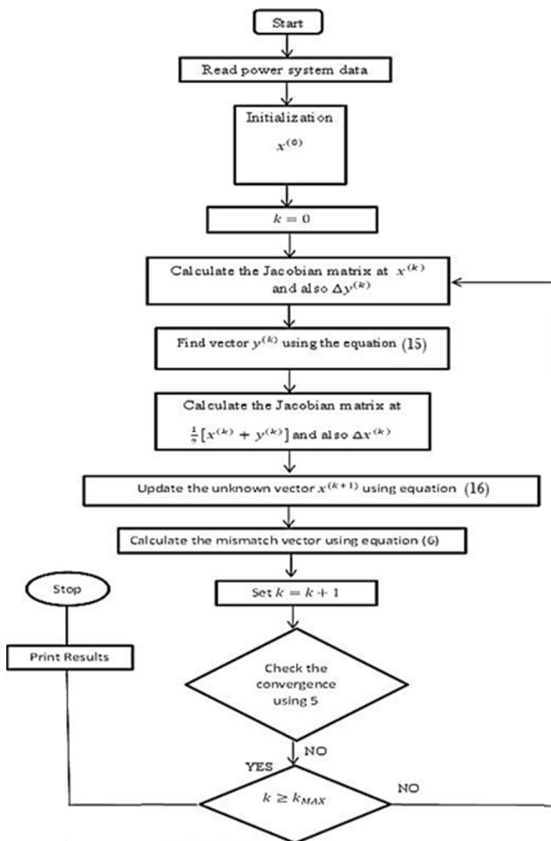 Start
Read power system data
Initialization
x^(0)
k = 0
Calculate the Jacobian matrix at x^(k)
and also Δy^(k)
Find vector y^(k) using the equation (15)
Calculate the Jacobian matrix at
½[x^(k) + y^(k)] and also Δx^(k)
Update the unknown vector x^(k+1) using equation (16)
Calculate the mismatch vector using equation (6)
Stop
Set k = k + 1
Print Results
Check the
convergence
using 5
NO
YES
k ≥ k_MAX
NO